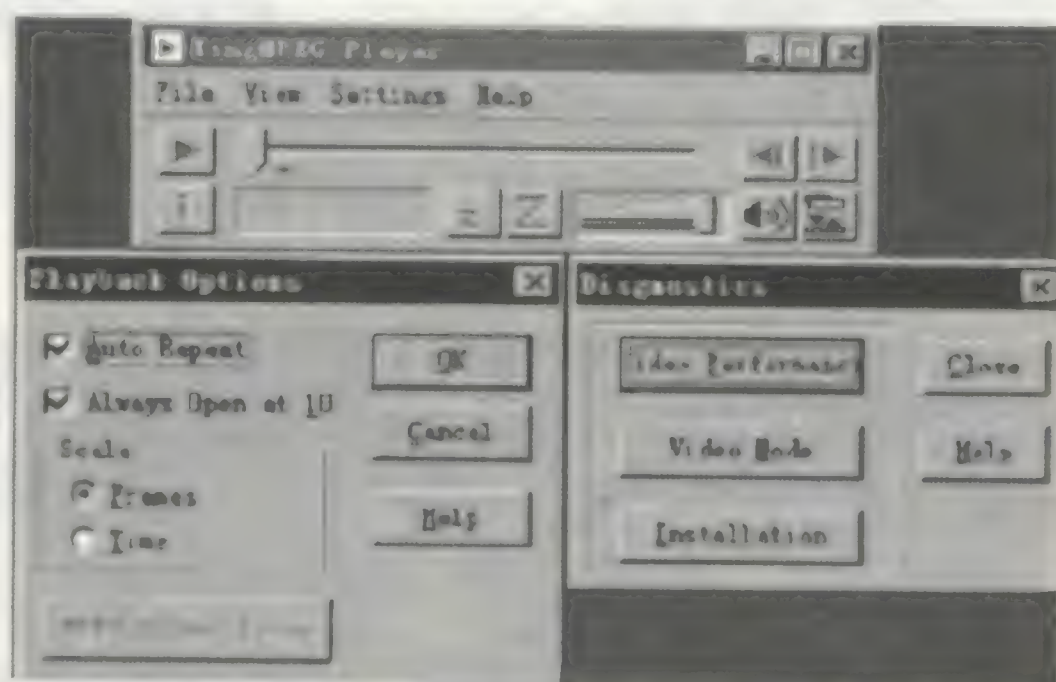 XingMPEG Player
File View Settings Help
Playback Options
Auto Repeat
Always Open at 1U
OK
Cancel
Scale
Frames
Time
Help
Diagnostics
Video Performance
Close
Video Mode
Help
Installation